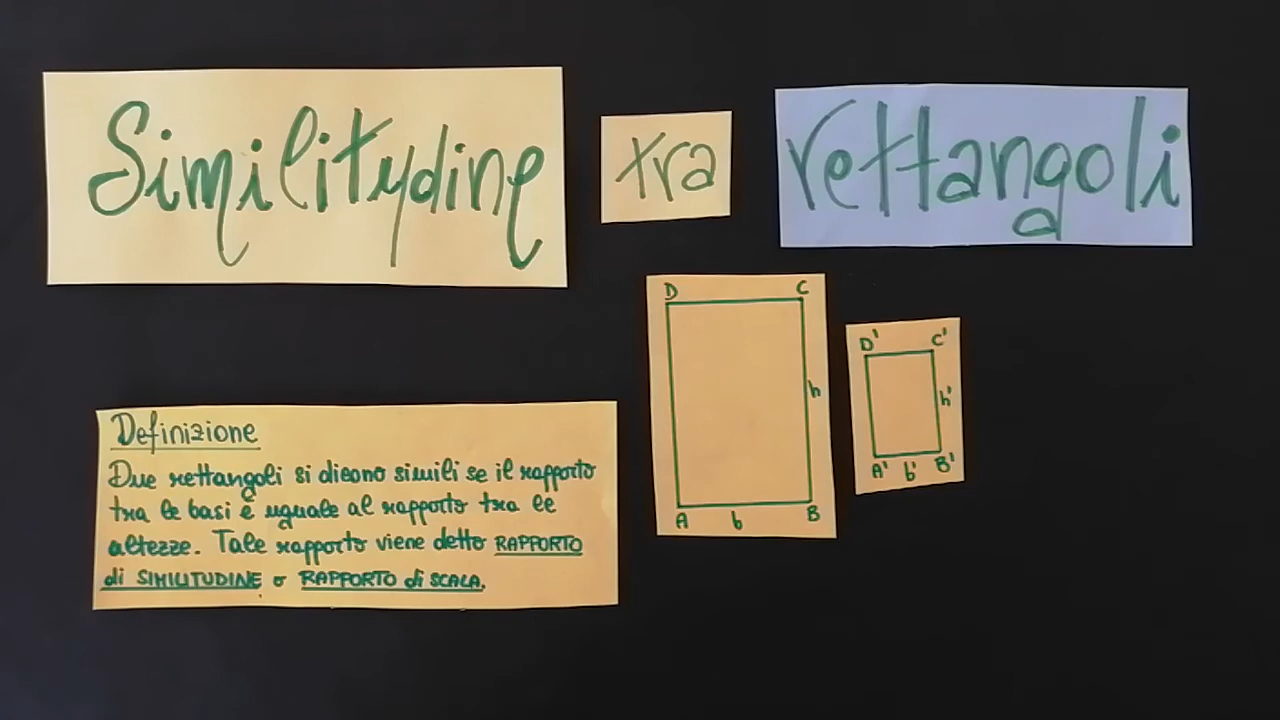 Similitudine tra rettangoli
Definizione
Due rettangoli si dicono simili se il rapporto
tra le basi è uguale al rapporto tra le
altezze. Tale rapporto viene detto RAPPORTO
di SIMILITUDINE o RAPPORTO di SCALA.
D C
h
A b B
D' C'
h'
A' b' B'